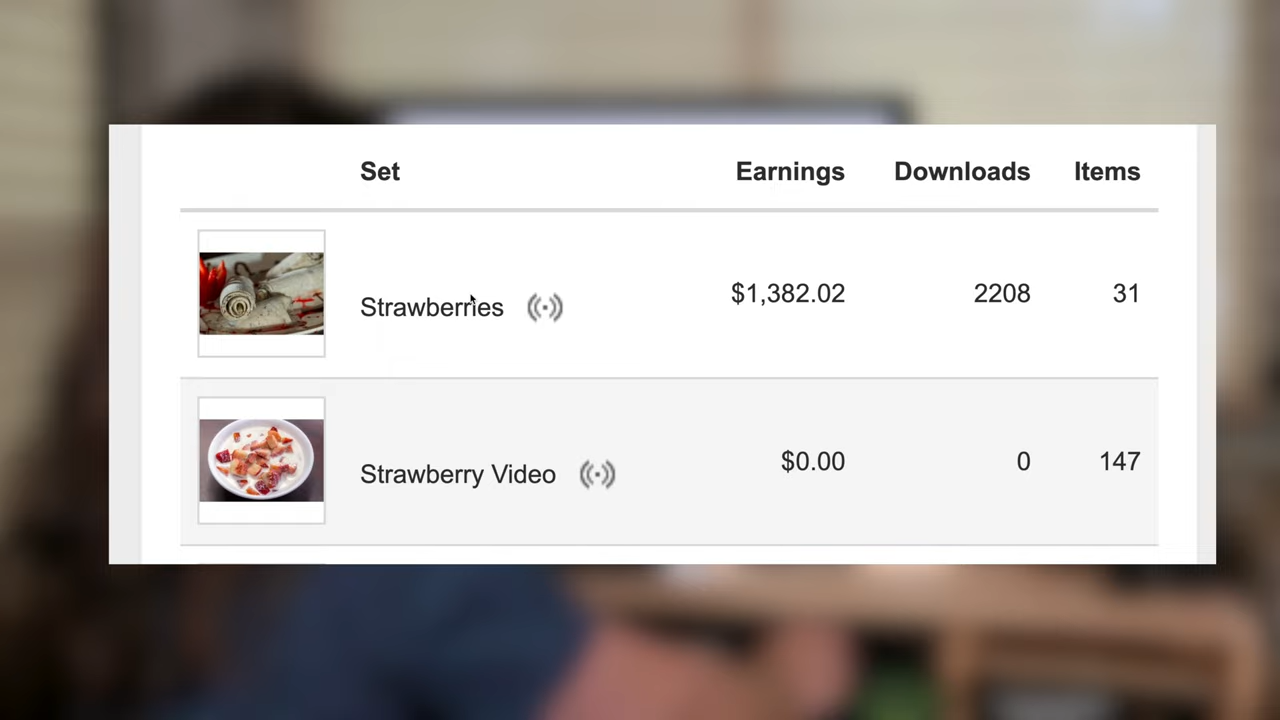 Set Earnings Downloads Items
Strawberries $1,382.02 2208 31
Strawberry Video $0.00 0 147